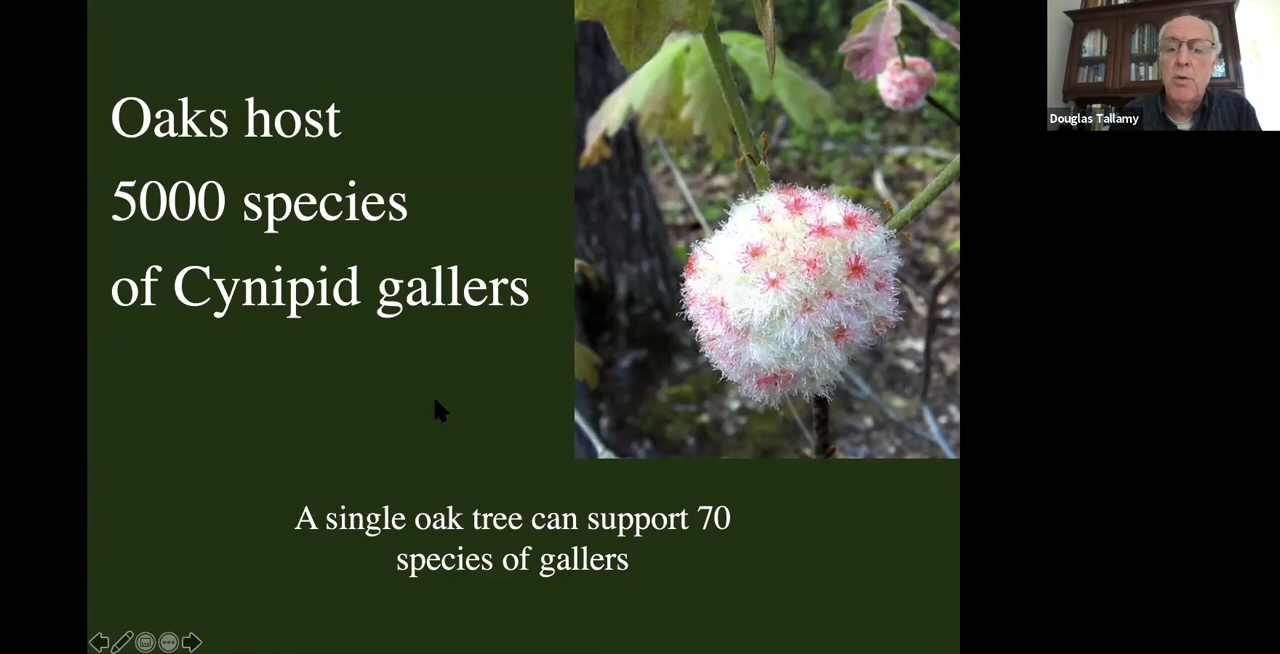 Oaks host
5000 species
of Cynipid gallers
A single oak tree can support 70
species of gallers
Douglas Tallamy